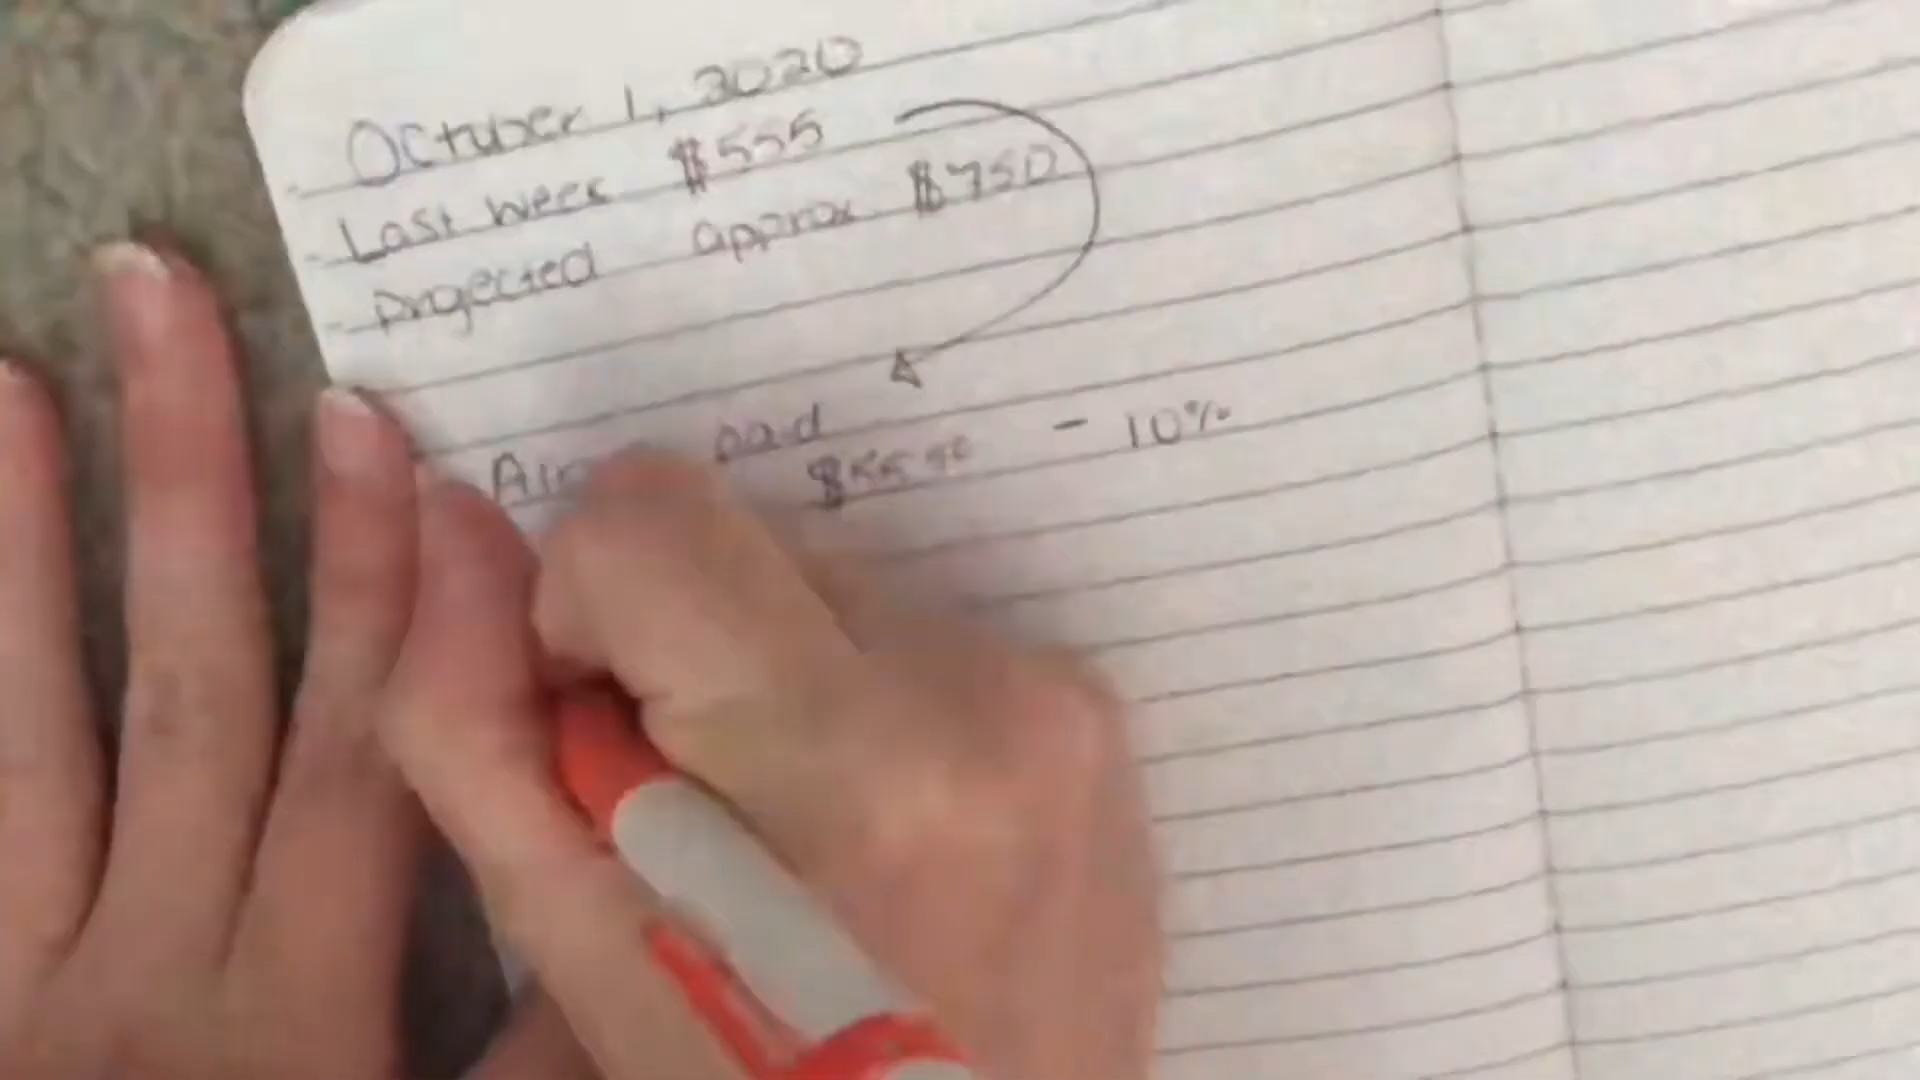 October 1, 2020
Last week $555
projected approx $750
paid
$55.50 - 10%